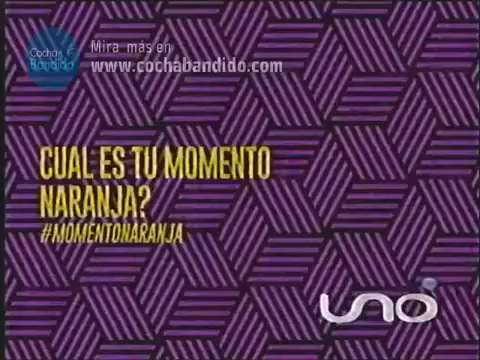 Cocha
Bandido
Mira más en
www.cochabandido.com
CUAL ES TU MOMENTO
NARANJA?
#MOMENTONARANJA
uno